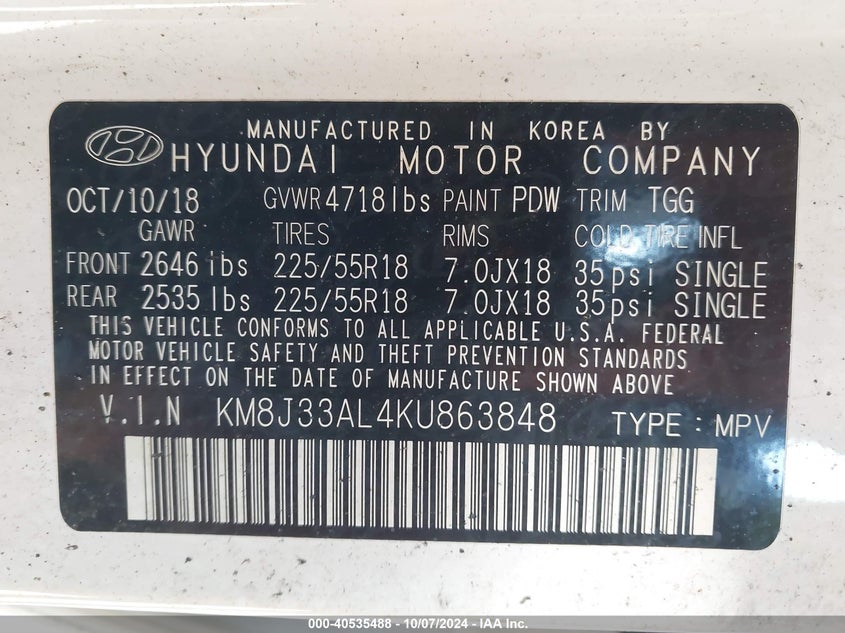 MANUFACTURED IN KOREA BY
HYUNDAI MOTOR COMPANY
OCT/10/18 GVWR 4718lbs PAINT PDW TRIM TGG
GAWR TIRES RIMS COLD TIRE INFL
FRONT 2646 lbs 225/55R18 7.0JX18 35psi SINGLE
REAR 2535 lbs 225/55R18 7.0JX18 35psi SINGLE
THIS VEHICLE CONFORMS TO ALL APPLICABLE U.S.A. FEDERAL
MOTOR VEHICLE SAFETY AND THEFT PREVENTION STANDARDS
IN EFFECT ON THE DATE OF MANUFACTURE SHOWN ABOVE
V.I.N KM8J33AL4KU863848 TYPE : MPV
000-40535488 - 10/07/2024 - IAA Inc.